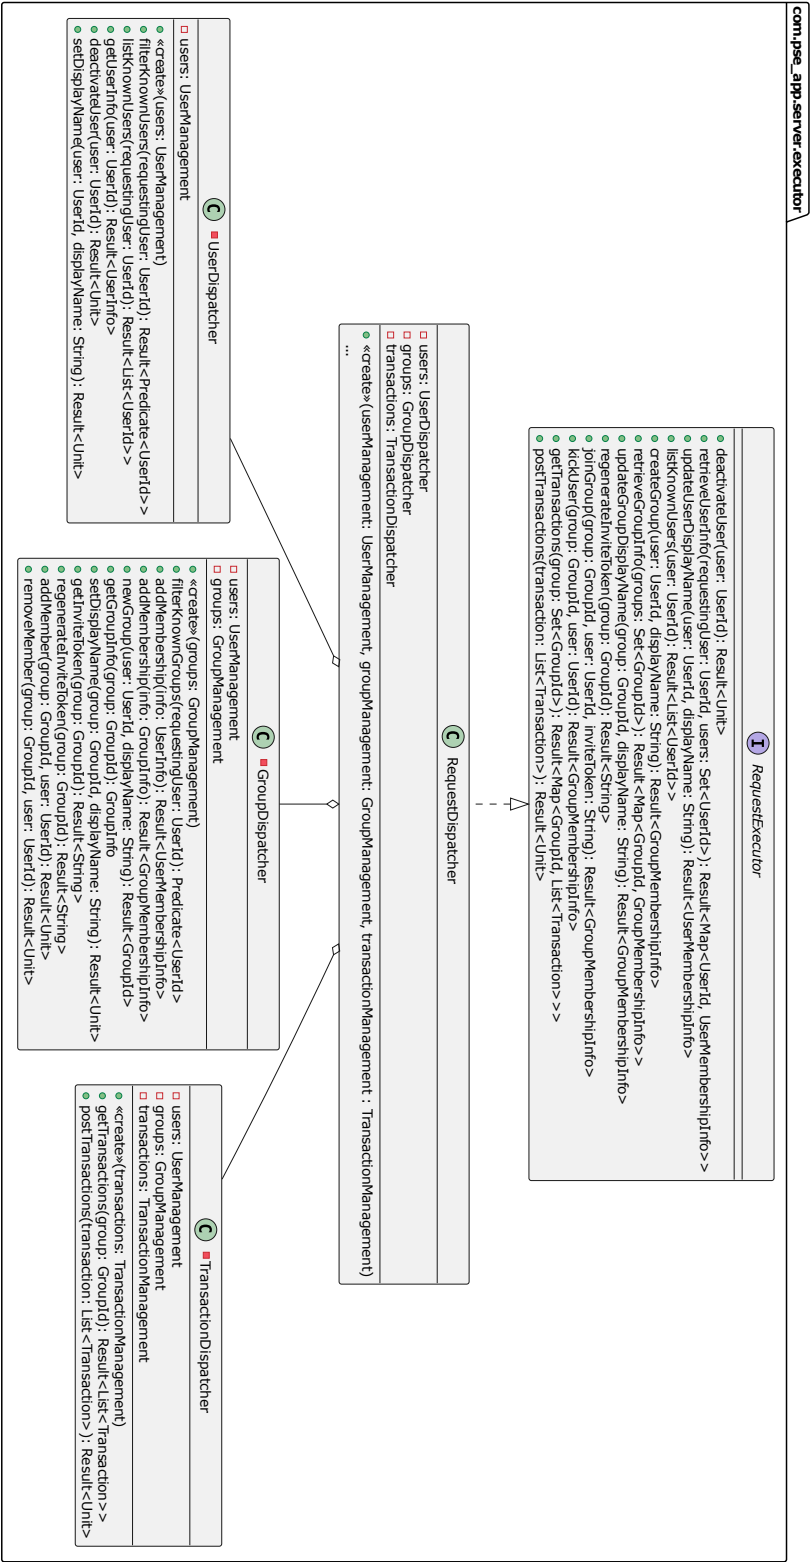 com.pse_app.server.executor
RequestExecutor
deactivateUser(user: UserId): Result<Unit>
retrieveUserInfo(requestingUser: UserId, users: Set<UserId>): Result<Map<UserId, UserMembershipInfo>>
updateUserDisplayName(user: UserId, displayName: String): Result<UserMembershipInfo>
listKnownUsers(user: UserId): Result<List<UserId>>
createGroup(user: UserId, displayName: String): Result<GroupMembershipInfo>
retrieveGroupInfo(groups: Set<GroupId>): Result<Map<GroupId, GroupMembershipInfo>>
updateGroupDisplayName(group: GroupId, displayName: String): Result<GroupMembershipInfo>
regenerateInviteToken(group: GroupId): Result<String>
joinGroup(group: GroupId, user: UserId, inviteToken: String): Result<GroupMembershipInfo>
kickUser(group: GroupId, user: UserId): Result<GroupMembershipInfo>
getTransactions(group: Set<GroupId>): Result<Map<GroupId, List<Transaction>>>
postTransactions(transaction: List<Transaction>): Result<Unit>
RequestDispatcher
users: UserDispatcher
groups: GroupDispatcher
transactions: TransactionDispatcher
«create»(userManagement: UserManagement, groupManagement: GroupManagement, transactionManagement : TransactionManagement)
...
UserDispatcher
users: UserManagement
«create»(users: UserManagement)
filterKnownUsers(requestingUser: UserId): Result<Predicate<UserId>>
listKnownUsers(requestingUser: UserId): Result<List<UserId>>
getUserInfo(user: UserId): Result<UserInfo>
deactivateUser(user: UserId): Result<Unit>
setDisplayName(user: UserId, displayName: String): Result<Unit>
GroupDispatcher
users: UserManagement
groups: GroupManagement
«create»(groups: GroupManagement)
filterKnownGroups(requestingUser: UserId): Predicate<UserId>
addMembership(info: UserInfo): Result<UserMembershipInfo>
addMembership(info: GroupInfo): Result<GroupMembershipInfo>
newGroup(user: UserId, displayName: String): Result<GroupId>
getGroupInfo(group: GroupId): GroupInfo
setDisplayName(group: GroupId, displayName: String): Result<Unit>
getInviteToken(group: GroupId): Result<String>
regenerateInviteToken(group: GroupId): Result<String>
addMember(group: GroupId, user: UserId): Result<Unit>
removeMember(group: GroupId, user: UserId): Result<Unit>
TransactionDispatcher
users: UserManagement
groups: GroupManagement
transactions: TransactionManagement
«create»(transactions: TransactionManagement)
getTransactions(group: GroupId): Result<List<Transaction>>
postTransactions(transaction: List<Transaction>): Result<Unit>